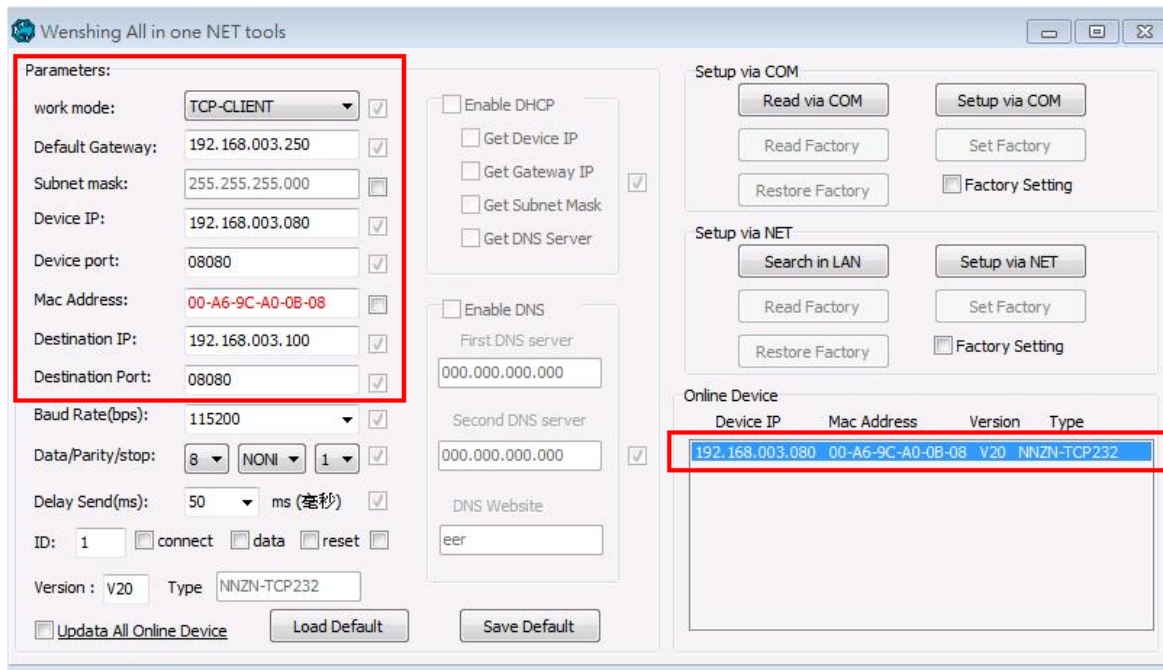 Wenshing All in one NET tools
Parameters:
work mode: TCP-CLIENT
Default Gateway: 192.168.003.250
Subnet mask: 255.255.255.000
Device IP: 192.168.003.080
Device port: 08080
Mac Address: 00-A6-9C-A0-0B-08
Destination IP: 192.168.003.100
Destination Port: 08080
Baud Rate(bps): 115200
Data/Parity/stop: 8 NONI 1
Delay Send(ms): 50 ms (毫秒)
ID: 1 connect data reset
Version : V20 Type NNZN-TCP232
Updata All Online Device Load Default Save Default
Enable DHCP
Get Device IP
Get Gateway IP
Get Subnet Mask
Get DNS Server
Enable DNS
First DNS server
000.000.000.000
Second DNS server
000.000.000.000
DNS Website
eer
Setup via COM
Read via COM Setup via COM
Read Factory Set Factory
Restore Factory Factory Setting
Setup via NET
Search in LAN Setup via NET
Read Factory Set Factory
Restore Factory Factory Setting
Online Device
Device IP Mac Address Version Type
192.168.003.080 00-A6-9C-A0-0B-08 V20 NNZN-TCP232